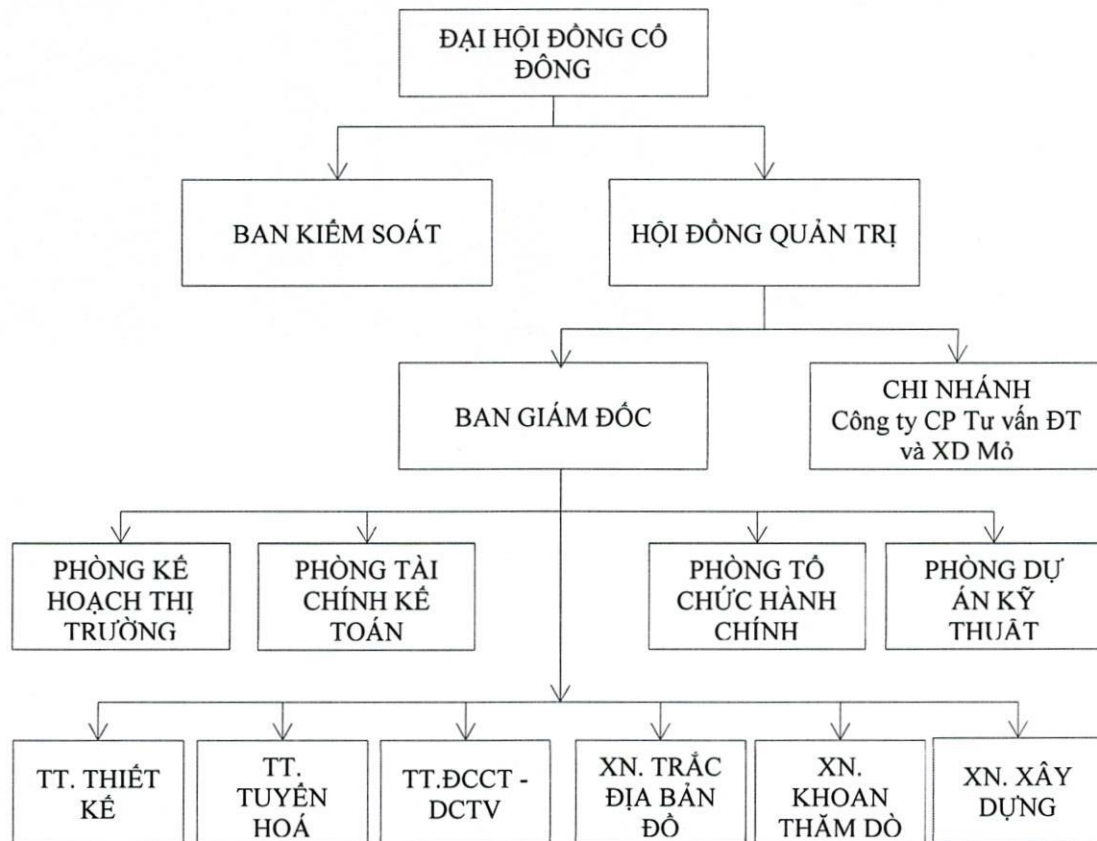 ĐẠI HỘI ĐỒNG CỔ
ĐÔNG
BAN KIỂM SOÁT
HỘI ĐỒNG QUẢN TRỊ
BAN GIÁM ĐỐC
CHI NHÁNH
Công ty CP Tư vấn ĐT
và XD Mỏ
PHÒNG KẾ
HOẠCH THỊ
TRƯỜNG
PHÒNG TÀI
CHÍNH KẾ
TOÁN
PHÒNG TỔ
CHỨC HÀNH
CHÍNH
PHÒNG DỰ
ÁN KỸ
THUẬT
TT. THIẾT
KẾ
TT.
TUYỂN
HOÁ
TT.ĐCCT -
DCTV
XN. TRẮC
ĐỊA BẢN
ĐỒ
XN.
KHOAN
THĂM DÒ
XN. XÂY
DỰNG